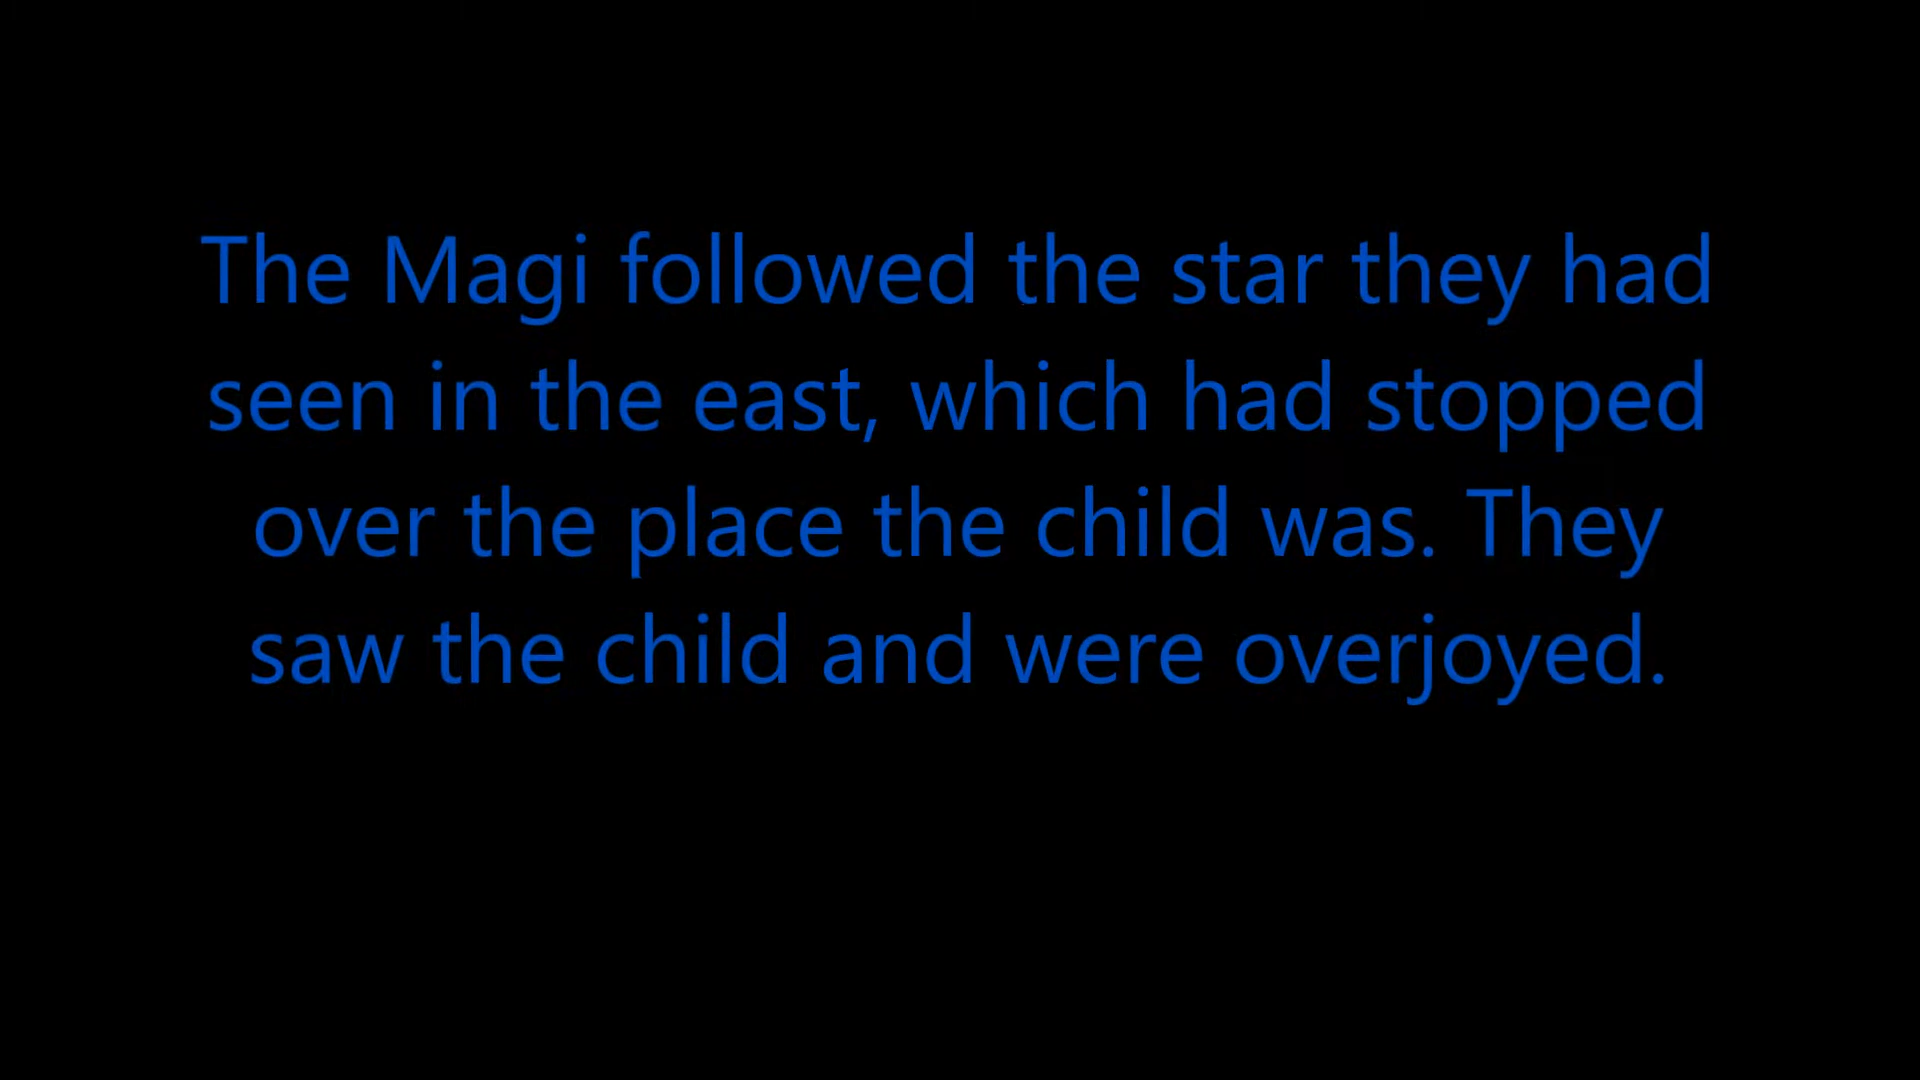 The Magi followed the star they had
seen in the east, which had stopped
over the place the child was. They
saw the child and were overjoyed.